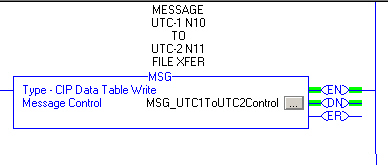 MESSAGE
UTC-1 N10
TO
UTC-2 N11
FILE XFER
MSG
Type - CIP Data Table Write
Message Control MSG_UTC1ToUTC2Control ...
EN
DN
ER